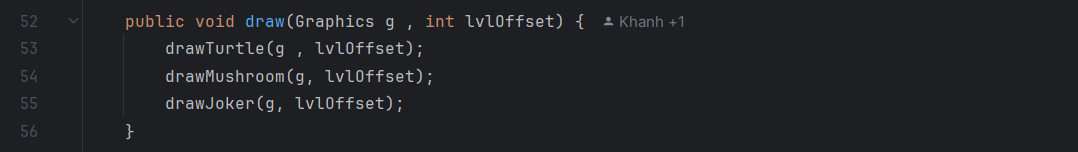 52 public void draw(Graphics g , int lvlOffset) { Khanh +1
53 drawTurtle(g , lvlOffset);
54 drawMushroom(g, lvlOffset);
55 drawJoker(g, lvlOffset);
56 }